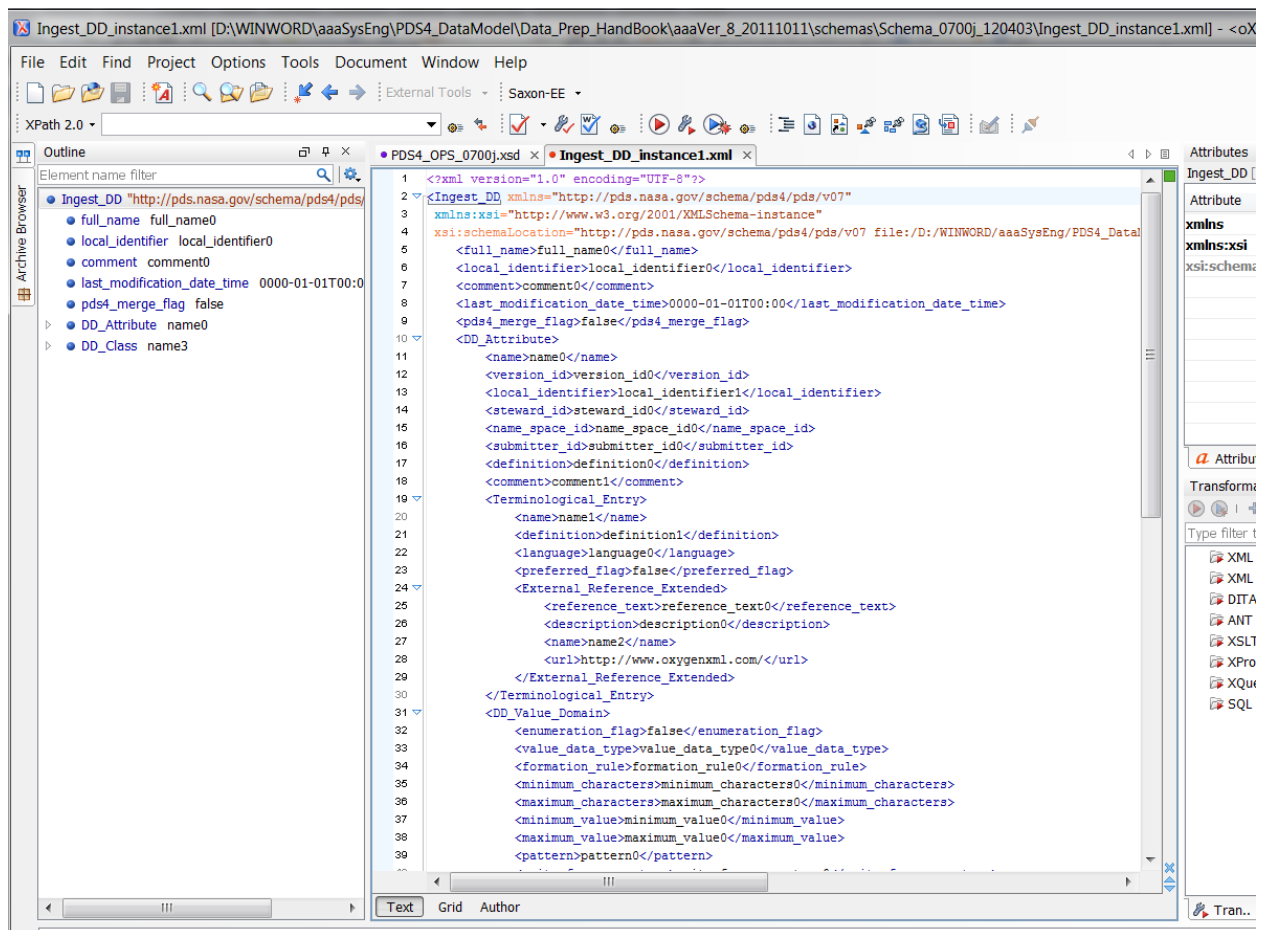 Ingest_DD_instance1.xml [D:\WINWORD\aaaSysEng\PDS4_DataModel\Data_Prep_HandBook\aaaVer_8_20111011\schemas\Schema_0700j_120403\Ingest_DD_instance1.xml] - <oX
File Edit Find Project Options Tools Document Window Help
External Tools Saxon-EE
XPath 2.0
Outline
Element name filter
Archive Browser
Ingest_DD "http://pds.nasa.gov/schema/pds4/pds/
full_name full_name0
local_identifier local_identifier0
comment comment0
last_modification_date_time 0000-01-01T00:0
pds4_merge_flag false
DD_Attribute name0
DD_Class name3
PDS4_OPS_0700j.xsd Ingest_DD_instance1.xml
1 <?xml version="1.0" encoding="UTF-8"?>
2 <Ingest_DD xmlns="http://pds.nasa.gov/schema/pds4/pds/v07"
3 xmlns:xsi="http://www.w3.org/2001/XMLSchema-instance"
4 xsi:schemaLocation="http://pds.nasa.gov/schema/pds4/pds/v07 file:/D:/WINWORD/aaaSysEng/PDS4_DataM
5 <full_name>full_name0</full_name>
6 <local_identifier>local_identifier0</local_identifier>
7 <comment>comment0</comment>
8 <last_modification_date_time>0000-01-01T00:00</last_modification_date_time>
9 <pds4_merge_flag>false</pds4_merge_flag>
10 <DD_Attribute>
11 <name>name0</name>
12 <version_id>version_id0</version_id>
13 <local_identifier>local_identifier1</local_identifier>
14 <steward_id>steward_id0</steward_id>
15 <name_space_id>name_space_id0</name_space_id>
16 <submitter_id>submitter_id0</submitter_id>
17 <definition>definition0</definition>
18 <comment>comment1</comment>
19 <Terminological_Entry>
20 <name>name1</name>
21 <definition>definition1</definition>
22 <language>language0</language>
23 <preferred_flag>false</preferred_flag>
24 <External_Reference_Extended>
25 <reference_text>reference_text0</reference_text>
26 <description>description0</description>
27 <name>name2</name>
28 <url>http://www.oxygenxml.com/</url>
29 </External_Reference_Extended>
30 </Terminological_Entry>
31 <DD_Value_Domain>
32 <enumeration_flag>false</enumeration_flag>
33 <value_data_type>value_data_type0</value_data_type>
34 <formation_rule>formation_rule0</formation_rule>
35 <minimum_characters>minimum_characters0</minimum_characters>
36 <maximum_characters>maximum_characters0</maximum_characters>
37 <minimum_value>minimum_value0</minimum_value>
38 <maximum_value>maximum_value0</maximum_value>
39 <pattern>pattern0</pattern>
Text Grid Author
Attributes
Ingest_DD [
Attribute
xmlns
xmlns:xsi
xsi:schema
a Attribu
Transforma
Type filter t
XML
XML
DITA
ANT
XSLT
XPro
XQue
SQL
Tran..